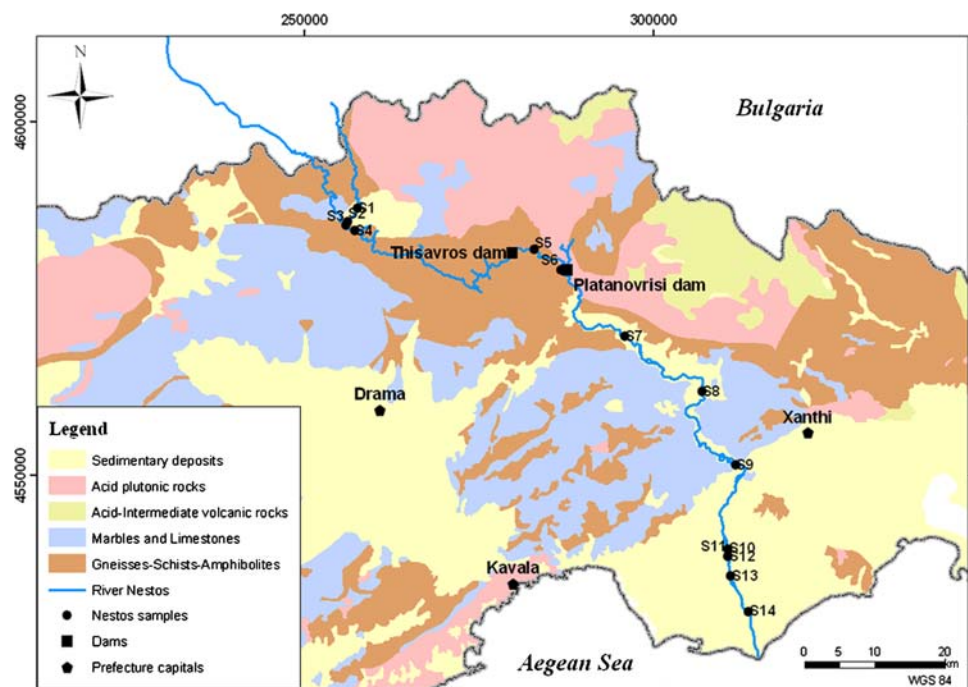 250000
300000
N
4600000
Bulgaria
S1
S2
S3
S4
S5
Thisavros dam
S6
Platanovrisi dam
S7
S8
Drama
Xanthi
Legend
Sedimentary deposits
Acid plutonic rocks
Acid-Intermediate volcanic rocks
Marbles and Limestones
Gneisses-Schists-Amphibolites
River Nestos
Nestos samples
Dams
Prefecture capitals
4550000
S9
S11
S10
S12
Kavala
S13
S14
Aegean Sea
0 5 10 20
km
WGS 84